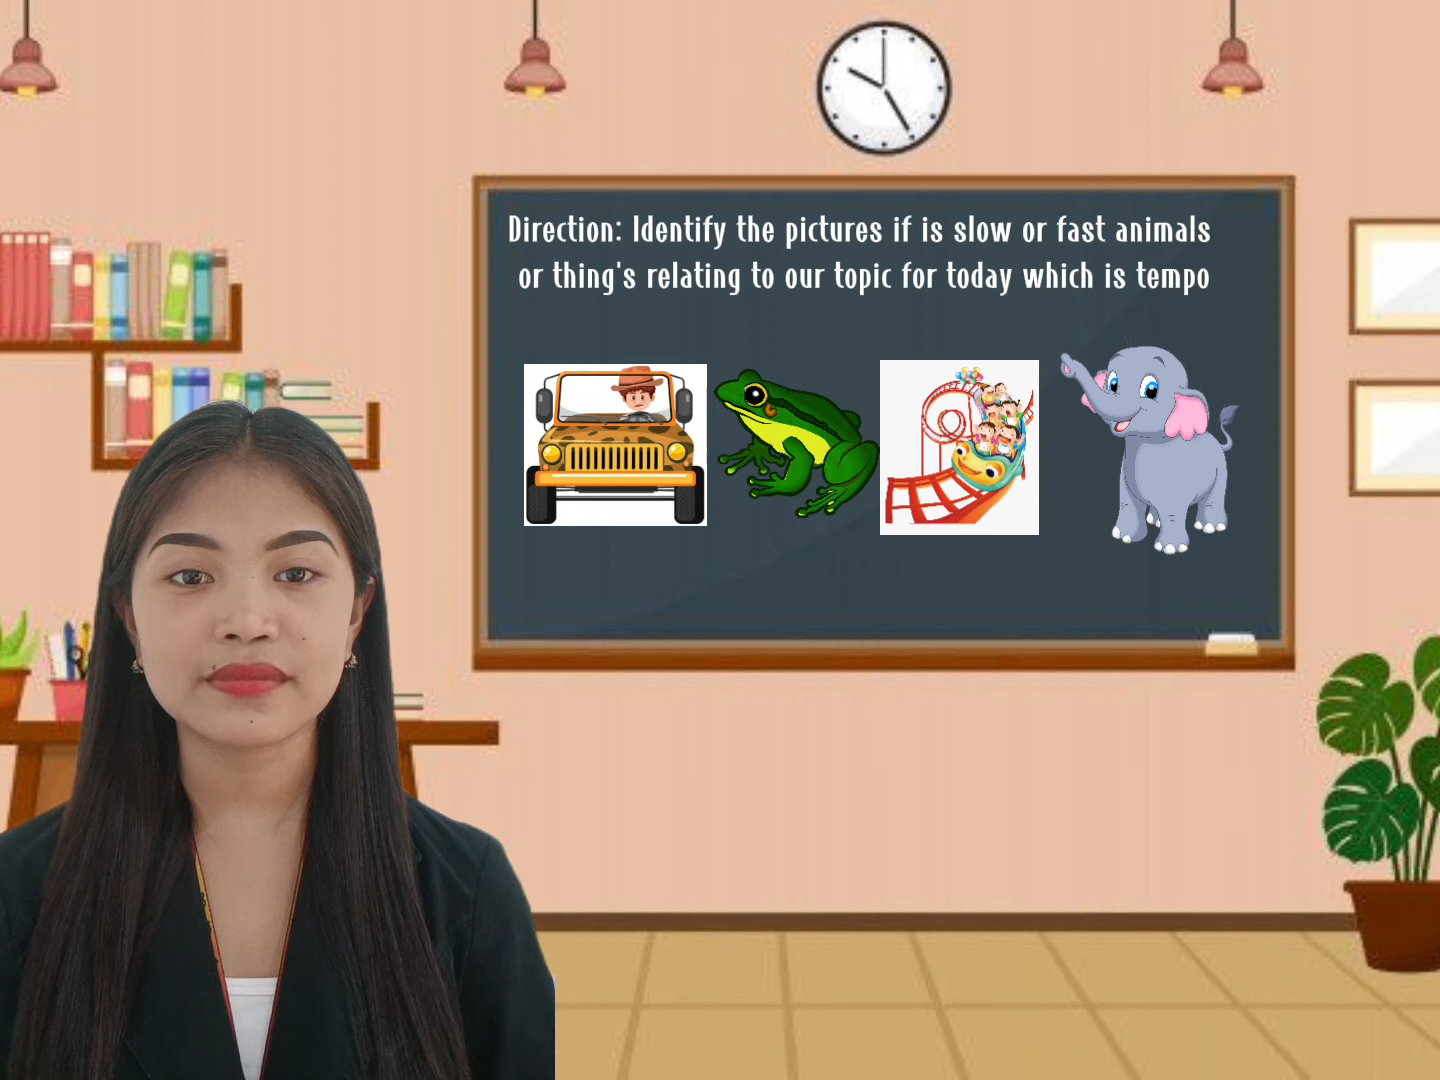 Direction: Identify the pictures if is slow or fast animals
or thing's relating to our topic for today which is tempo